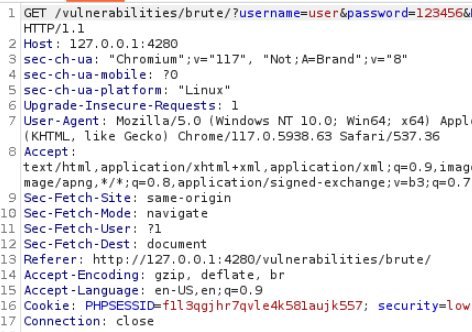 1 GET /vulnerabilities/brute/?username=user&password=123456&
HTTP/1.1
2 Host: 127.0.0.1:4280
3 sec-ch-ua: "Chromium";v="117", "Not;A=Brand";v="8"
4 sec-ch-ua-mobile: ?0
5 sec-ch-ua-platform: "Linux"
6 Upgrade-Insecure-Requests: 1
7 User-Agent: Mozilla/5.0 (Windows NT 10.0; Win64; x64) Appl
(KHTML, like Gecko) Chrome/117.0.5938.63 Safari/537.36
8 Accept:
text/html,application/xhtml+xml,application/xml;q=0.9,imag
mage/apng,*/*;q=0.8,application/signed-exchange;v=b3;q=0.7
9 Sec-Fetch-Site: same-origin
10 Sec-Fetch-Mode: navigate
11 Sec-Fetch-User: ?1
12 Sec-Fetch-Dest: document
13 Referer: http://127.0.0.1:4280/vulnerabilities/brute/
14 Accept-Encoding: gzip, deflate, br
15 Accept-Language: en-US,en;q=0.9
16 Cookie: PHPSESSID=f1l3qgjhr7qvle4k581aujk557; security=low
17 Connection: close